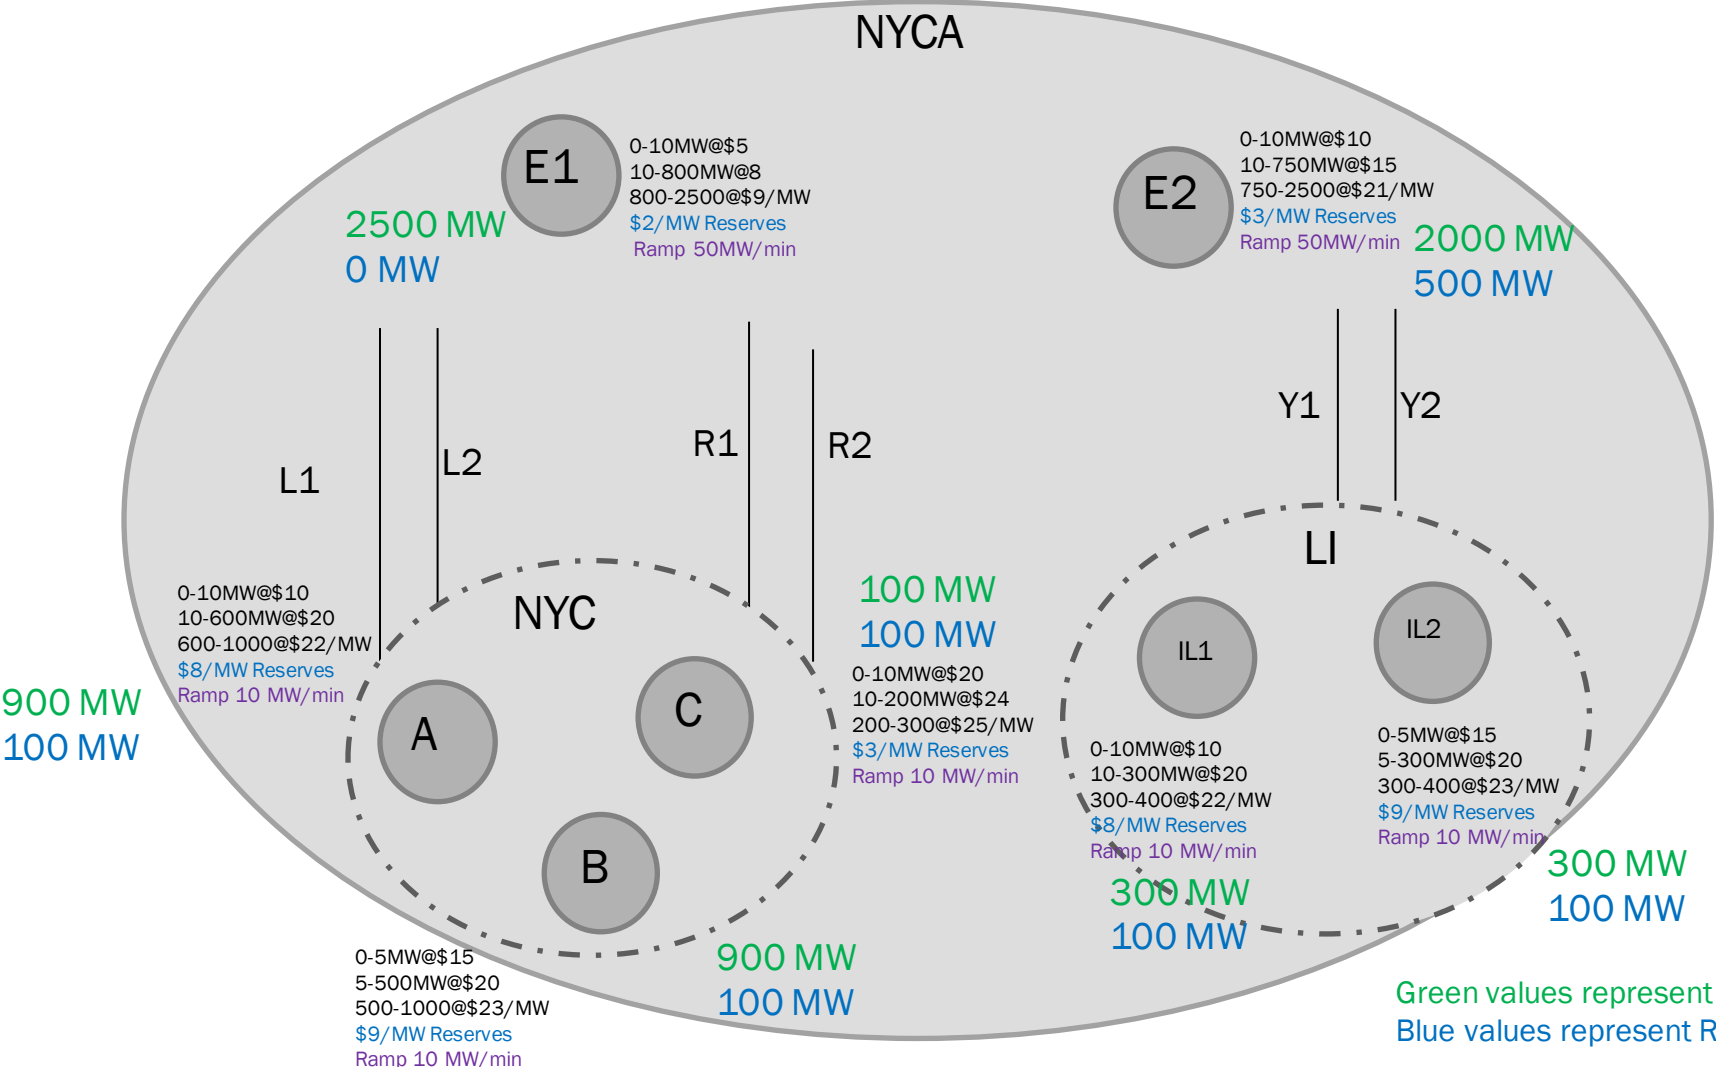 NYCA
E1
0-10MW@$5
10-800MW@8
800-2500@$9/MW
$2/MW Reserves
Ramp 50MW/min
2500 MW
0 MW
E2
0-10MW@$10
10-750MW@$15
750-2500@$21/MW
$3/MW Reserves
Ramp 50MW/min
2000 MW
500 MW
L1
L2
R1
R2
Y1
Y2
0-10MW@$10
10-600MW@$20
600-1000@$22/MW
$8/MW Reserves
Ramp 10 MW/min
900 MW
100 MW
NYC
A
C
B
100 MW
100 MW
0-10MW@$20
10-200MW@$24
200-300@$25/MW
$3/MW Reserves
Ramp 10 MW/min
0-5MW@$15
5-500MW@$20
500-1000@$23/MW
$9/MW Reserves
Ramp 10 MW/min
900 MW
100 MW
LI
IL1
IL2
0-10MW@$10
10-300MW@$20
300-400@$22/MW
$8/MW Reserves
Ramp 10 MW/min
300 MW
100 MW
0-5MW@$15
5-300MW@$20
300-400@$23/MW
$9/MW Reserves
Ramp 10 MW/min
300 MW
100 MW
Green values represent
Blue values represent R